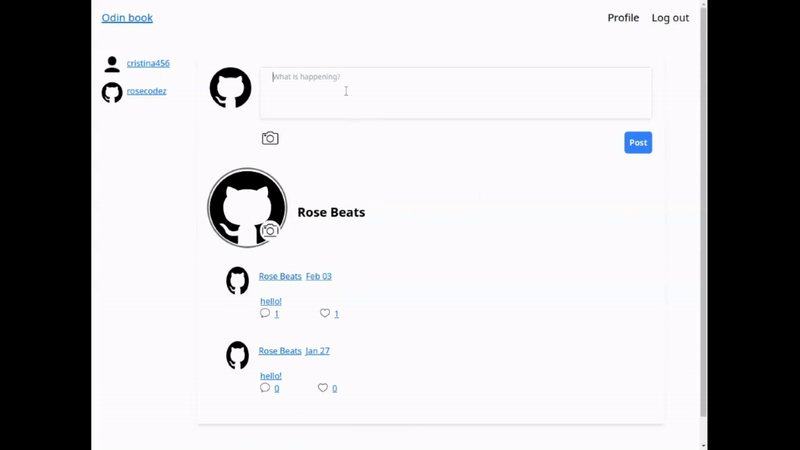 Odin book
Profile Log out
cristina456
rosecodez
What is happening?
Post
Rose Beats
Rose Beats Feb 03
hello!
1 1
Rose Beats Jan 27
hello!
0 0